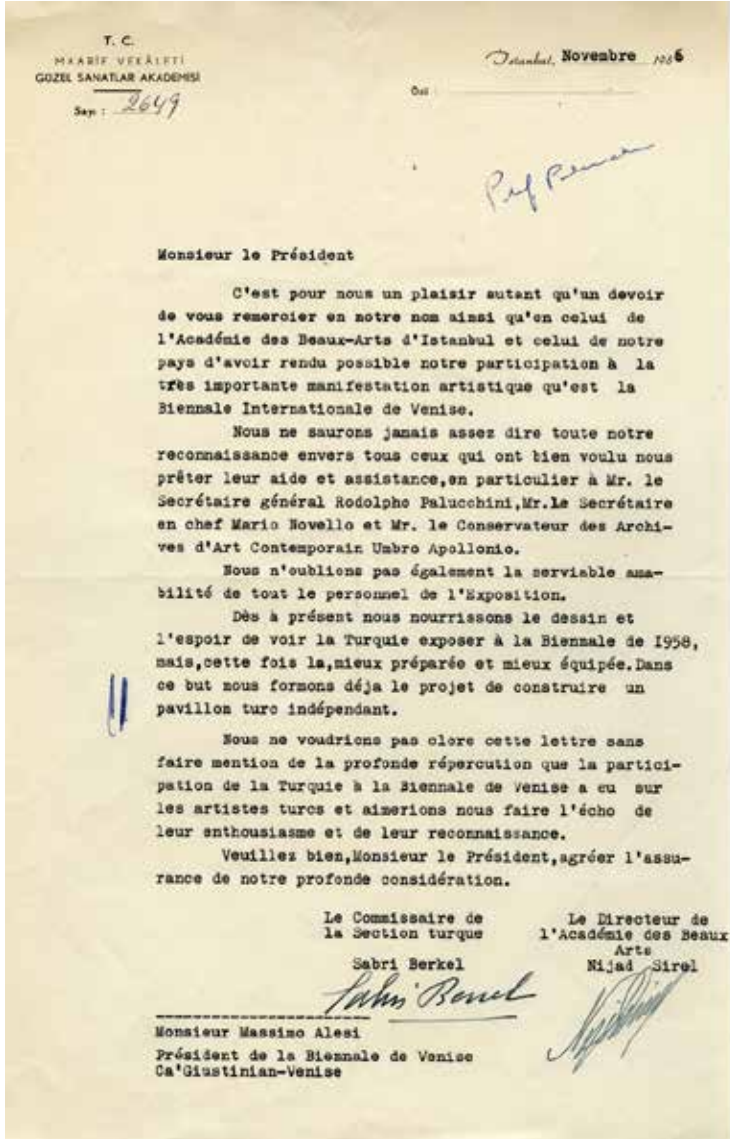 T. C.
MAARİF VEKÂLETİ
GÜZEL SANATLAR AKADEMİSİ
Sayı : 2649
İstanbul, Novembre 1956
Özü :
Monsieur le Président
C'est pour nous un plaisir autant qu'un devoir
de vous remercier en notre nom ainsi qu'en celui de
l'Académie des Beaux-Arts d'Istanbul et celui de notre
pays d'avoir rendu possible notre participation à la
très importante manifestation artistique qu'est la
Biennale Internationale de Venise.
Nous ne saurons jamais assez dire toute notre
reconnaissance envers tous ceux qui ont bien voulu nous
prêter leur aide et assistance,en particulier à Mr. le
Secrétaire général Rodolpho Palucchini,Mr.le Secrétaire
en chef Mario Novello et Mr. le Conservateur des Archi-
ves d'Art Contemporain Umbro Apollonio.
Nous n'oublions pas également la serviable ama-
bilité de tout le personnel de l'Exposition.
Dès à présent nous nourrissons le dessin et
l'espoir de voir la Turquie exposer à la Biennale de I958,
mais,cette fois la,mieux préparée et mieux équipée.Dans
ce but nous formons déja le projet de construire un
pavillon turc indépendant.
Nous ne voudrions pas clore cette lettre sans
faire mention de la profonde répercution que la partici-
pation de la Turquie à la Biennale de Venise a eu sur
les artistes turcs et aimerions nous faire l'écho de
leur enthousiasme et de leur reconnaissance.
Veuillez bien,Monsieur le Président,agréer l'assu-
rance de notre profonde considération.
Le Commissaire de
la Section turque
Sabri Berkel
Le Directeur de
l'Académie des Beaux
Arts
Nijad Sirel
Monsieur Massimo Alesi
Président de la Biennale de Venise
Ca'Giustinian-Venise